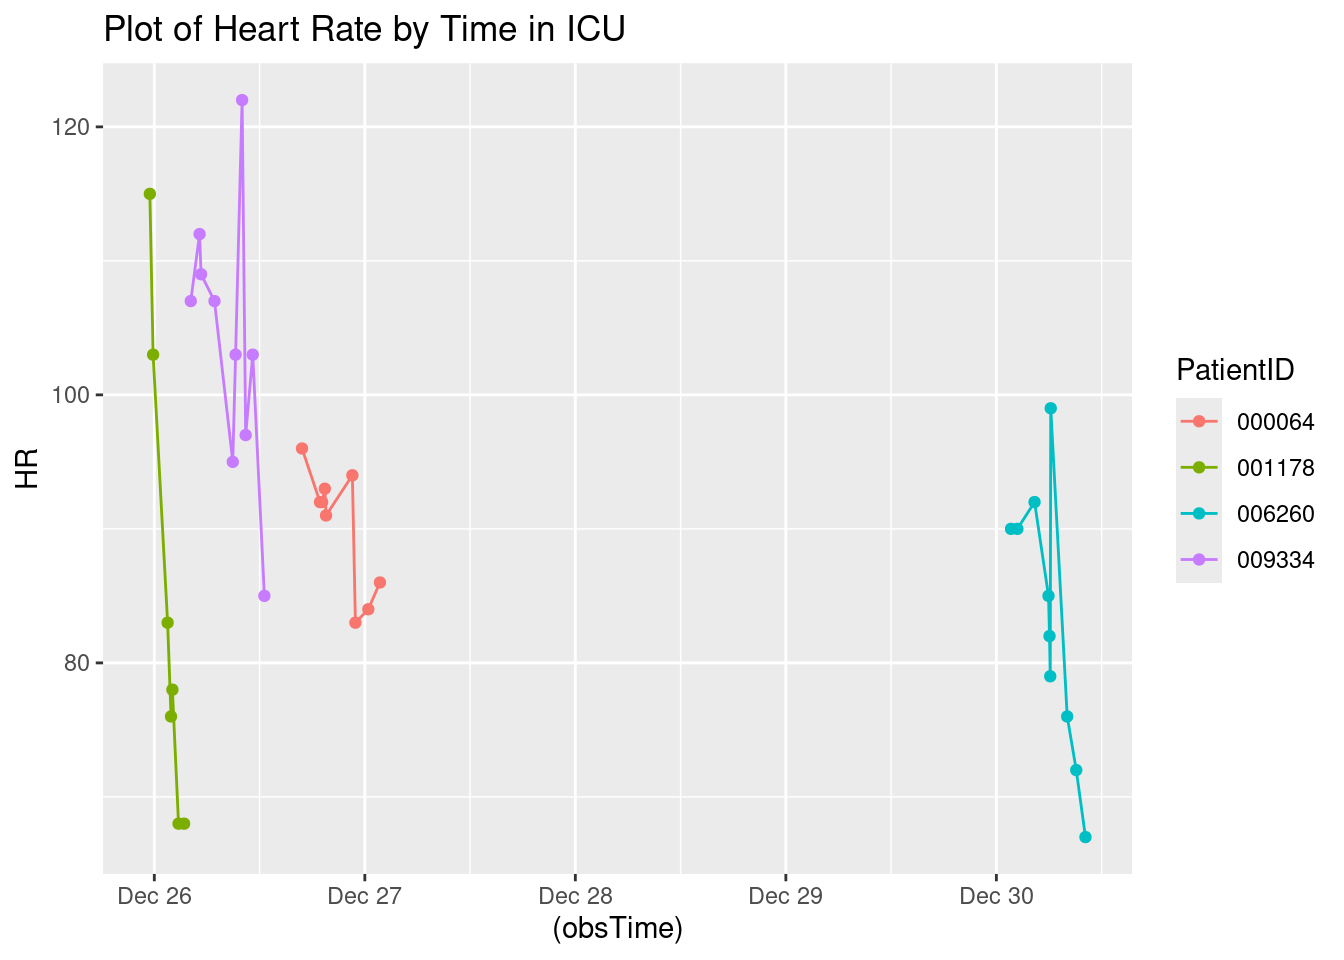 Plot of Heart Rate by Time in ICU
120
100
80
HR
Dec 26
Dec 27
Dec 28
Dec 29
Dec 30
(obsTime)
PatientID
000064
001178
006260
009334